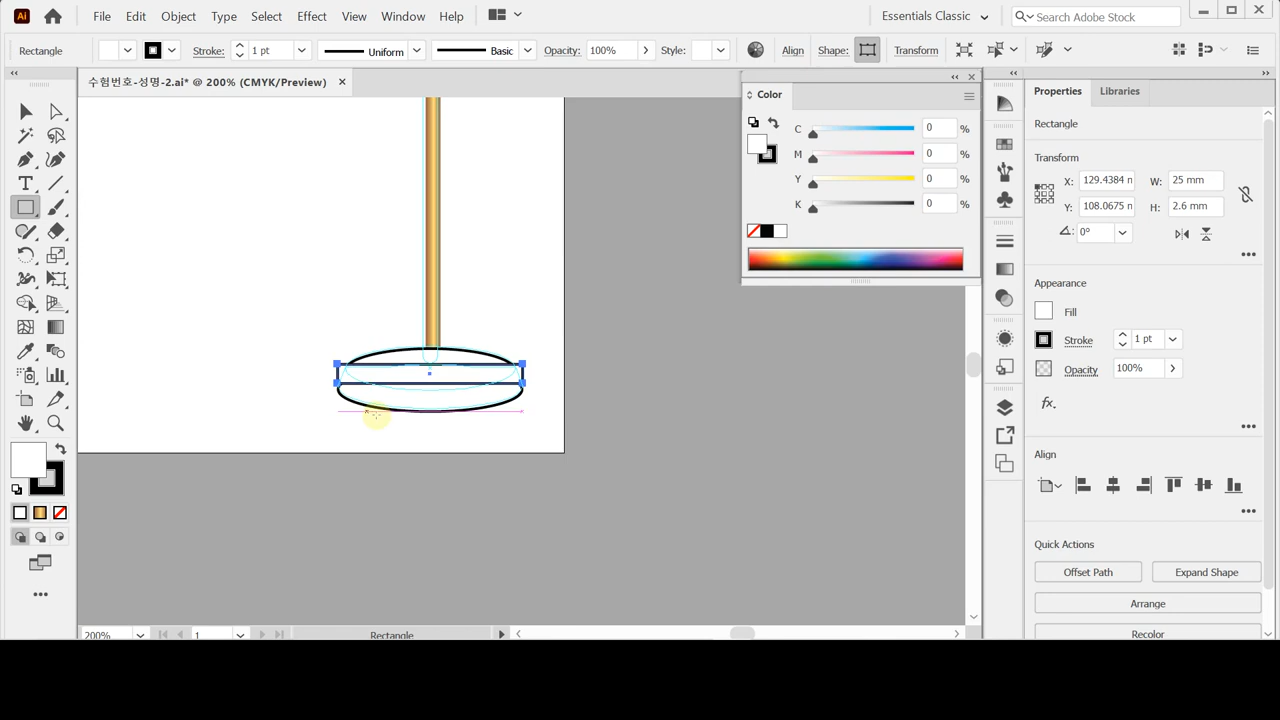 Ai File Edit Object Type Select Effect View Window Help Essentials Classic Search Adobe Stock
Rectangle Stroke: 1 pt Uniform Basic Opacity: 100% Style: Align Shape: Transform
수험번호-성명-2.ai* @ 200% (CMYK/Preview)
Color
C 0 %
M 0 %
Y 0 %
K 0 %
Properties Libraries
Rectangle
Transform
X: 129.4384 W: 25 mm
Y: 108.0675 H: 2.6 mm
0°
Appearance
Fill
Stroke 1 pt
Opacity 100%
fx.
Align
Quick Actions
Offset Path Expand Shape
Arrange
Recolor
200% 1 Rectangle